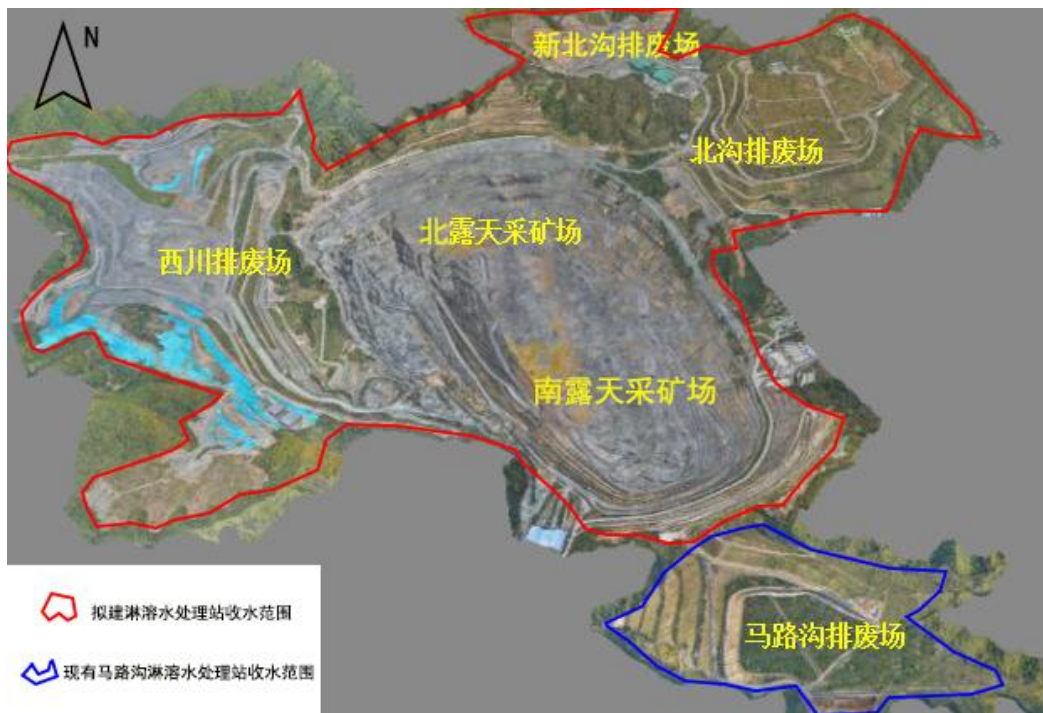 N
新北沟排废场
北沟排废场
北露天采矿场
西川排废场
南露天采矿场
马路沟排废场
拟建淋溶水处理站收水范围
现有马路沟淋溶水处理站收水范围